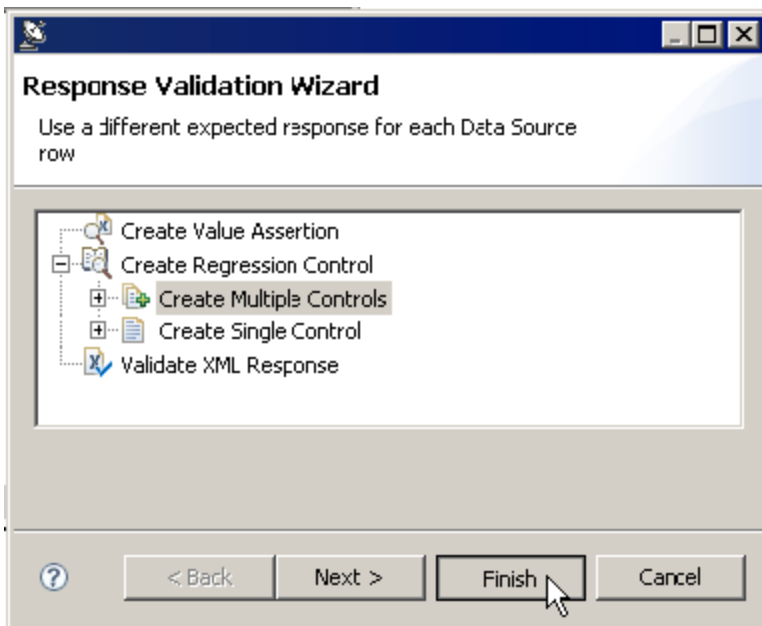 Response Validation Wizard
Use a different expected response for each Data Source
row
Create Value Assertion
Create Regression Control
Create Multiple Controls
Create Single Control
Validate XML Response
? < Back Next > Finish Cancel